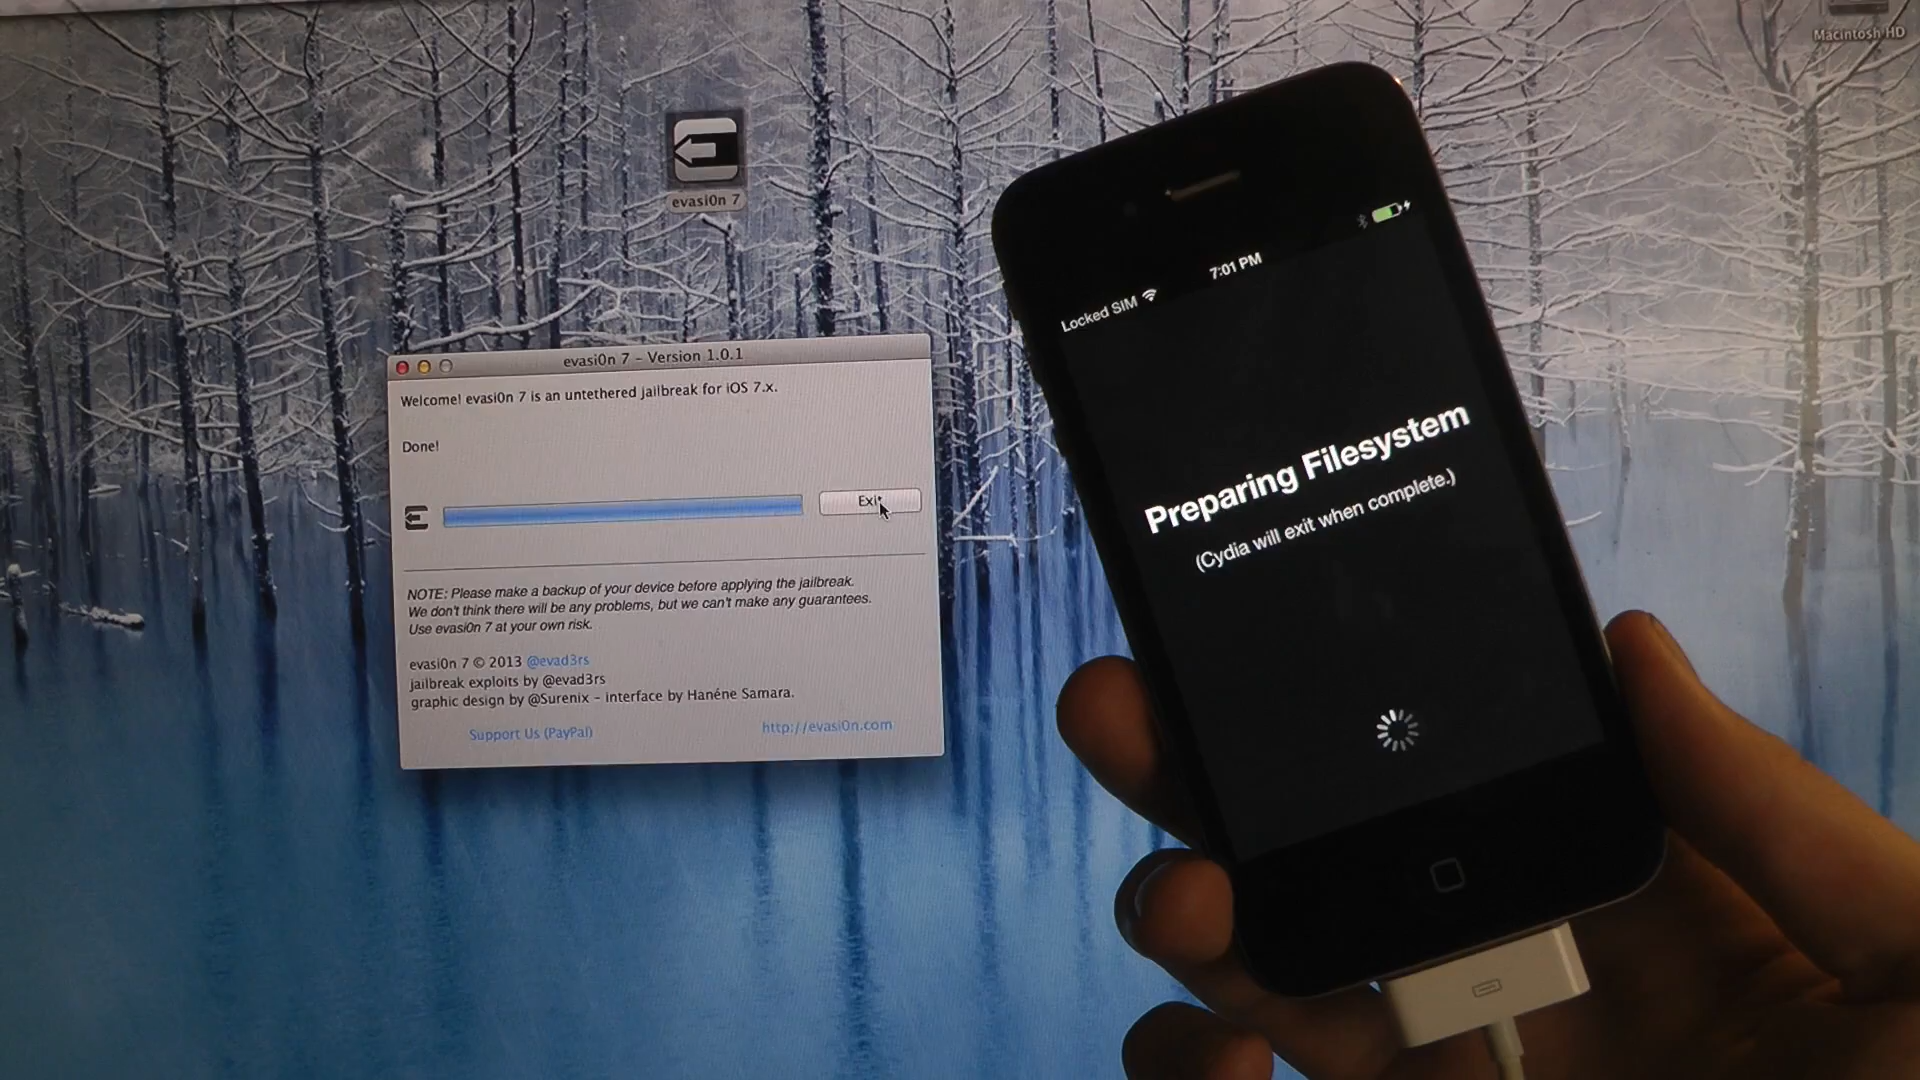 Macintosh HD
evasi0n 7
evasi0n 7 - Version 1.0.1
Welcome! evasi0n 7 is an untethered jailbreak for iOS 7.x.
Done!
Exit
NOTE: Please make a backup of your device before applying the jailbreak.
We don't think there will be any problems, but we can't make any guarantees.
Use evasi0n 7 at your own risk.
evasi0n 7 © 2013 @evad3rs
jailbreak exploits by @evad3rs
graphic design by @Surenix - interface by Hanéne Samara.
Support Us (PayPal)
http://evasi0n.com
Locked SIM
7:01 PM
Preparing Filesystem
(Cydia will exit when complete.)